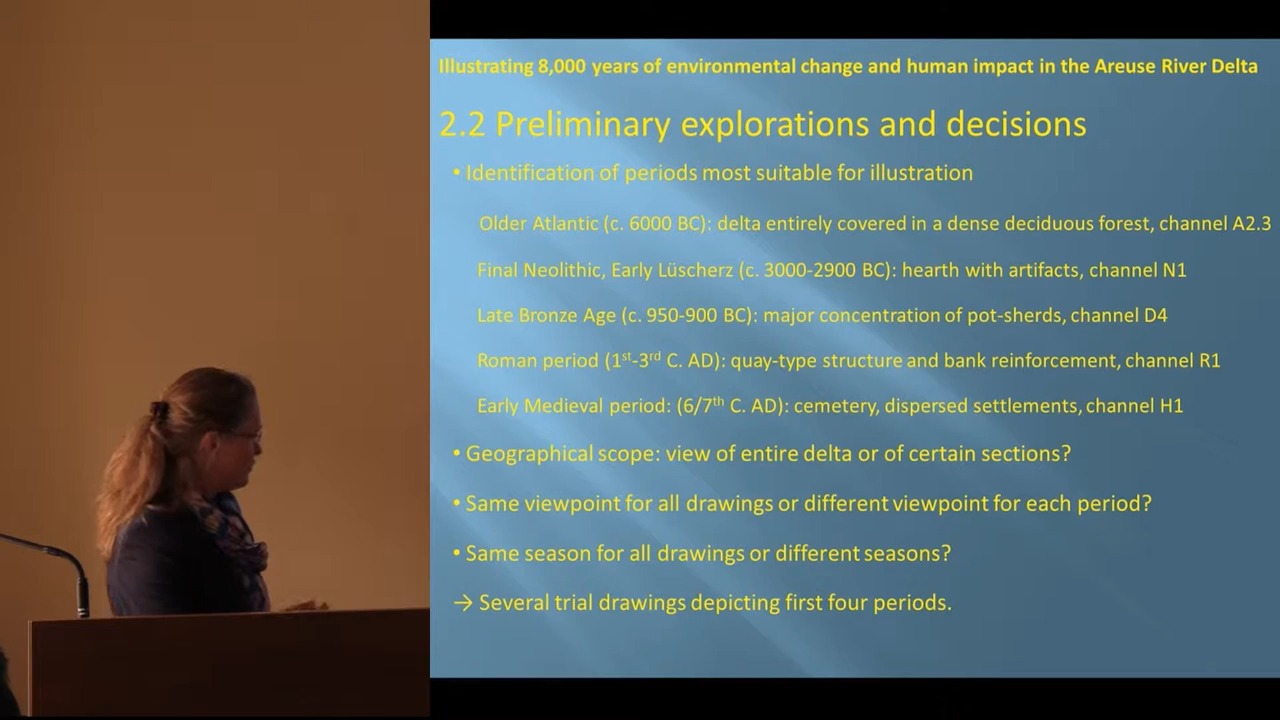 Illustrating 8,000 years of environmental change and human impact in the Areuse River Delta
2.2 Preliminary explorations and decisions
• Identification of periods most suitable for illustration
Older Atlantic (c. 6000 BC): delta entirely covered in a dense deciduous forest, channel A2.3
Final Neolithic, Early Lüscherz (c. 3000-2900 BC): hearth with artifacts, channel N1
Late Bronze Age (c. 950-900 BC): major concentration of pot-sherds, channel D4
Roman period (1st-3rd C. AD): quay-type structure and bank reinforcement, channel R1
Early Medieval period: (6/7th C. AD): cemetery, dispersed settlements, channel H1
• Geographical scope: view of entire delta or of certain sections?
• Same viewpoint for all drawings or different viewpoint for each period?
• Same season for all drawings or different seasons?
→ Several trial drawings depicting first four periods.